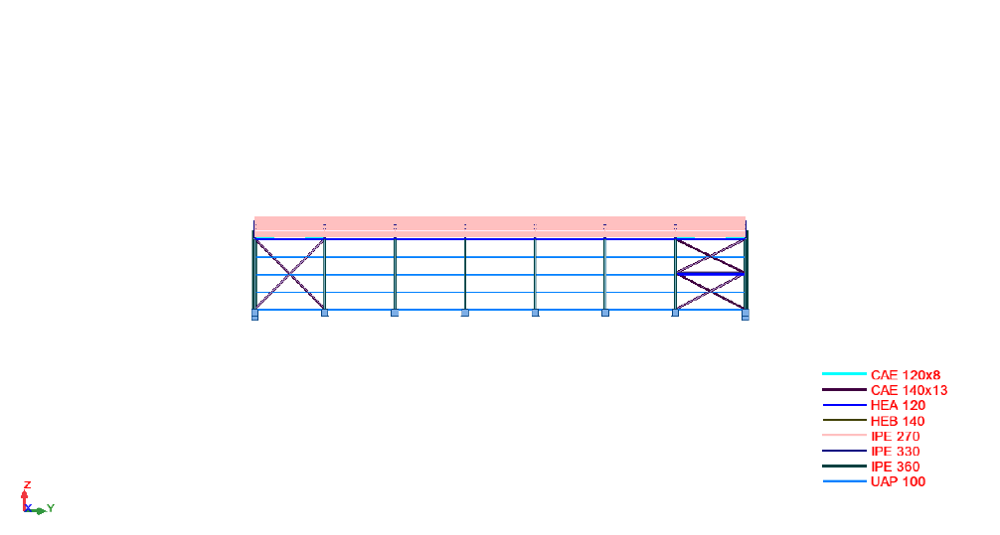 CAE 120x8
CAE 140x13
HEA 120
HEB 140
IPE 270
IPE 330
IPE 360
UAP 100
Z
X Y